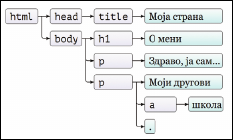 html head title Моја страна
body h1 О мени
p Здраво, ја сам...
p Моји другови
a школа
.